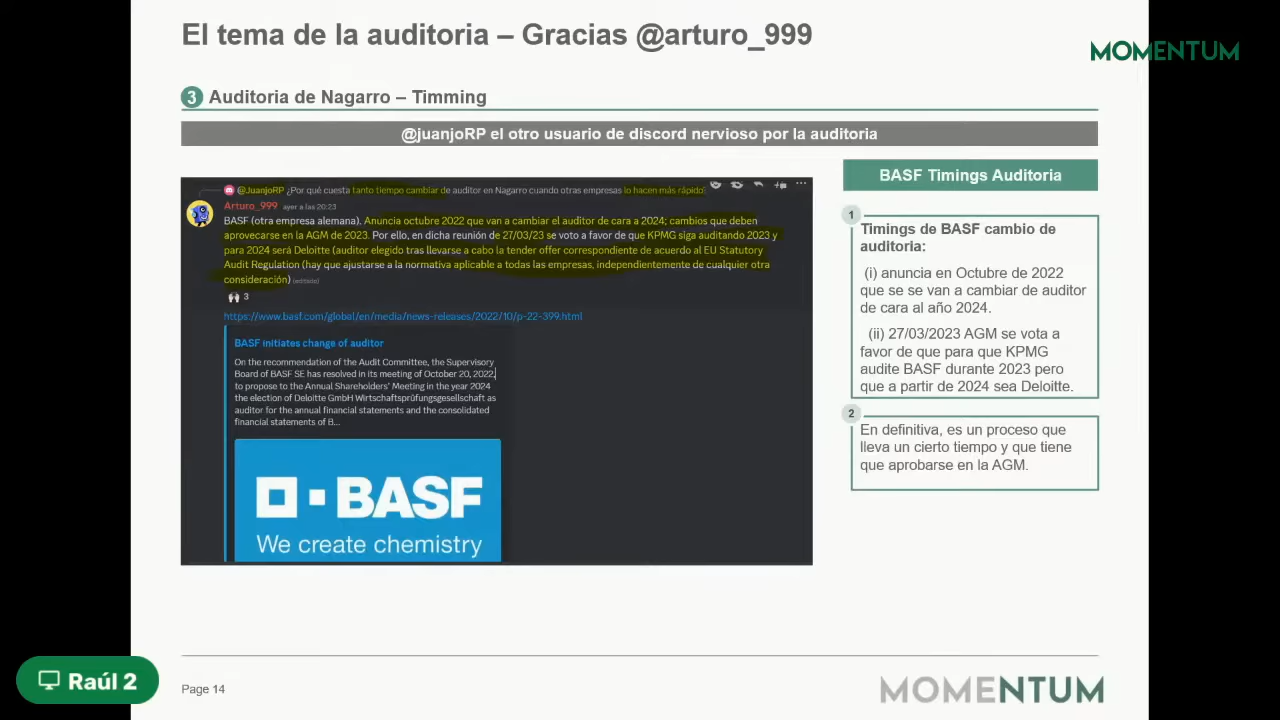 El tema de la auditoria – Gracias @arturo_999
MOMENTUM
3 Auditoria de Nagarro – Timming
@juanjoRP el otro usuario de discord nervioso por la auditoria
@JuanjoRP ¿Por qué cuesta tanto tiempo cambiar de auditor en Nagarro cuando otras empresas lo hacen más rápido?
Arturo_999 ayer a las 20:23
BASF (otra empresa alemana). Anuncia octubre 2022 que van a cambiar el auditor de cara a 2024; cambios que deben
aprovecarse en la AGM de 2023. Por ello, en dicha reunión de 27/03/23 se voto a favor de que KPMG siga auditando 2023 y
para 2024 será Deloitte (auditor elegido tras llevarse a cabo la tender offer correspondiente de acuerdo al EU Statutory
Audit Regulation (hay que ajustarse a la normativa aplicable a todas las empresas, independientemente de cualquier otra
consideración) (editado)
3
https://www.basf.com/global/en/media/news-releases/2022/10/p-22-399.html
BASF initiates change of auditor
On the recommendation of the Audit Committee, the Supervisory
Board of BASF SE has resolved in its meeting of October 20, 2022,
to propose to the Annual Shareholders' Meeting in the year 2024
the election of Deloitte GmbH Wirtschaftsprüfungsgesellschaft as
auditor for the annual financial statements and the consolidated
financial statements of B...
BASF
We create chemistry
BASF Timings Auditoria
1
Timings de BASF cambio de
auditoria:
(i) anuncia en Octubre de 2022
que se se van a cambiar de auditor
de cara al año 2024.
(ii) 27/03/2023 AGM se vota a
favor de que para que KPMG
audite BASF durante 2023 pero
que a partir de 2024 sea Deloitte.
2
En definitiva, es un proceso que
lleva un cierto tiempo y que tiene
que aprobarse en la AGM.
Raúl 2
Page 14
MOMENTUM